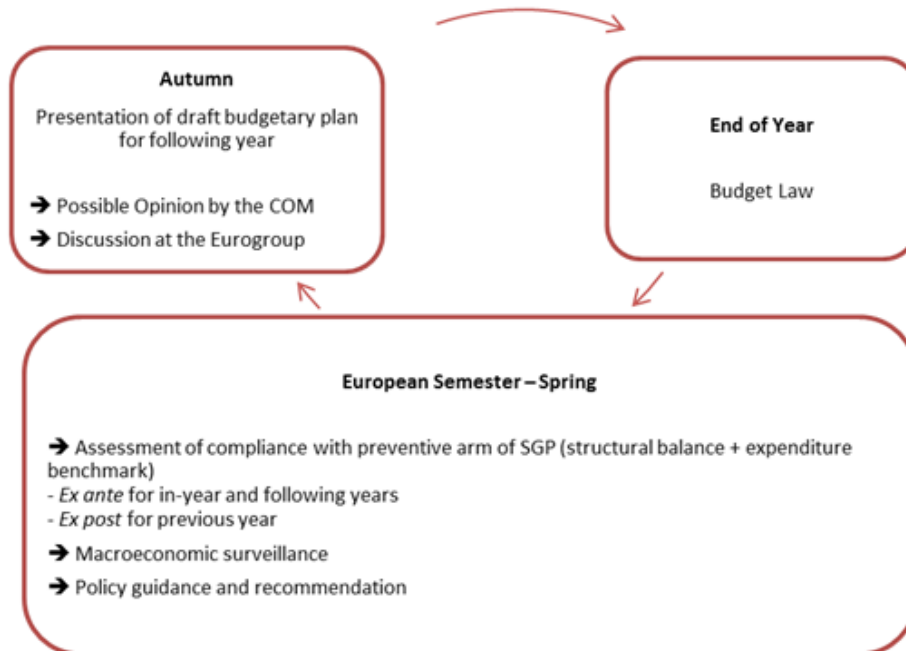 Autumn
Presentation of draft budgetary plan
for following year
➔ Possible Opinion by the COM
➔ Discussion at the Eurogroup
End of Year
Budget Law
European Semester – Spring
➔ Assessment of compliance with preventive arm of SGP (structural balance + expenditure
benchmark)
- Ex ante for in-year and following years
- Ex post for previous year
➔ Macroeconomic surveillance
➔ Policy guidance and recommendation